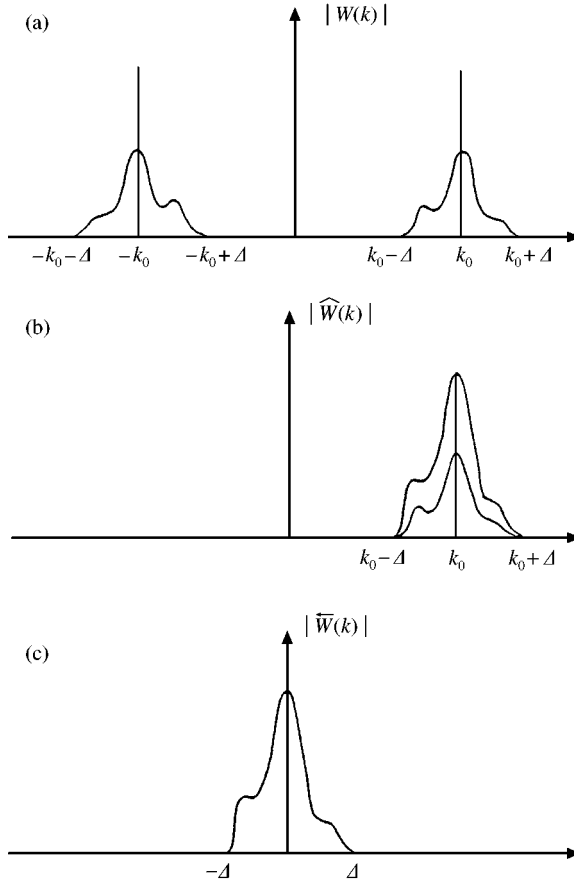 (a)
| W(k) |
−k₀−Δ −k₀ −k₀+Δ k₀−Δ k₀ k₀+Δ
(b)
| Ŵ(k) |
k₀−Δ k₀ k₀+Δ
(c)
| W⃖(k) |
−Δ Δ